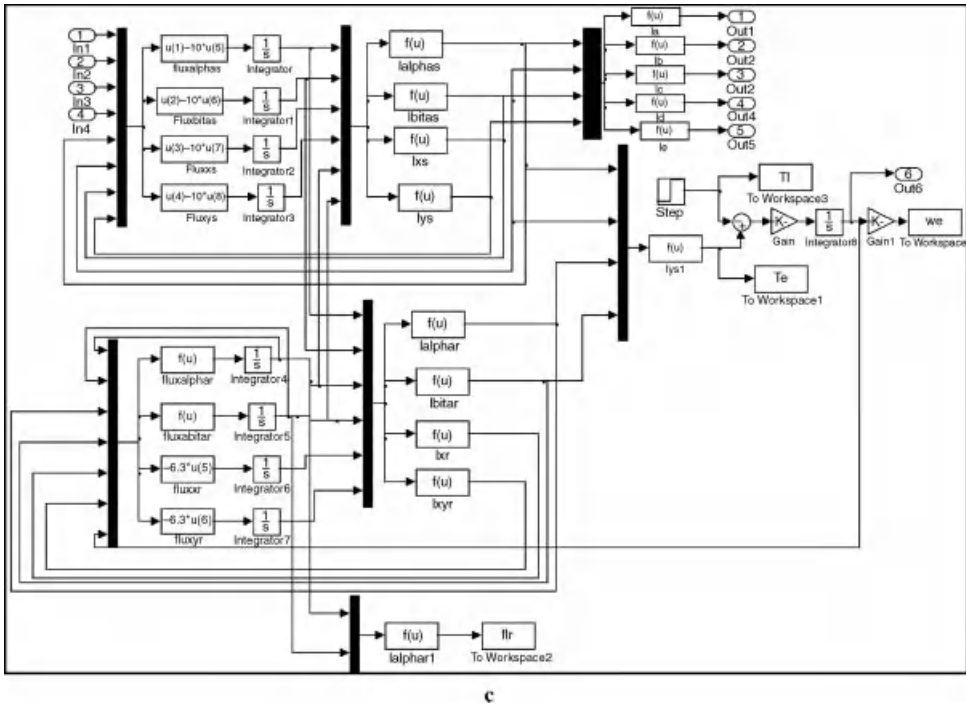 1
In1
2
In2
3
In3
4
In4
u(1)-10*u(5)
fluxalphas
u(2)-10*u(6)
Fluxbitas
u(3)-10*u(7)
Fluxxs
u(4)-10*u(8)
Fluxys
1/s
Integrator
1/s
Integrator1
1/s
Integrator2
1/s
Integrator3
f(u)
Ialphas
f(u)
Ibitas
f(u)
Ixs
f(u)
Iys
f(u)
Ia
f(u)
Ib
f(u)
Ic
f(u)
Id
f(u)
Ie
1
Out1
2
Out2
3
Out2
4
Out4
5
Out5
Step
Tl
To Workspace3
f(u)
Iys1
Te
To Workspace1
K-
Gain
1/s
Integrator8
6
Out6
K-
Gain1
we
To Workspace
f(u)
fluxalphar
f(u)
fluxabitar
-6.3*u(5)
fluxxr
-6.3*u(6)
fluxyr
1/s
Integrator4
1/s
Integrator5
1/s
Integrator6
1/s
Integrator7
f(u)
Ialphar
f(u)
Ibitar
f(u)
Ixr
f(u)
Ixyr
f(u)
Ialphar1
flr
To Workspace2
c